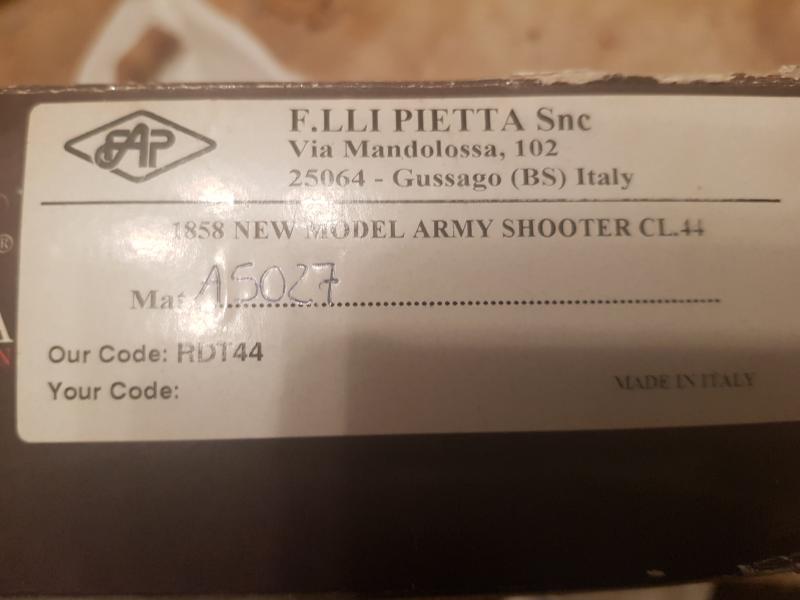 FAP
F.LLI PIETTA Snc
Via Mandolossa, 102
25064 - Gussago (BS) Italy
1858 NEW MODEL ARMY SHOOTER CL.44
®
Mat A5027
A
Our Code: RDT44
N
Your Code:
MADE IN ITALY